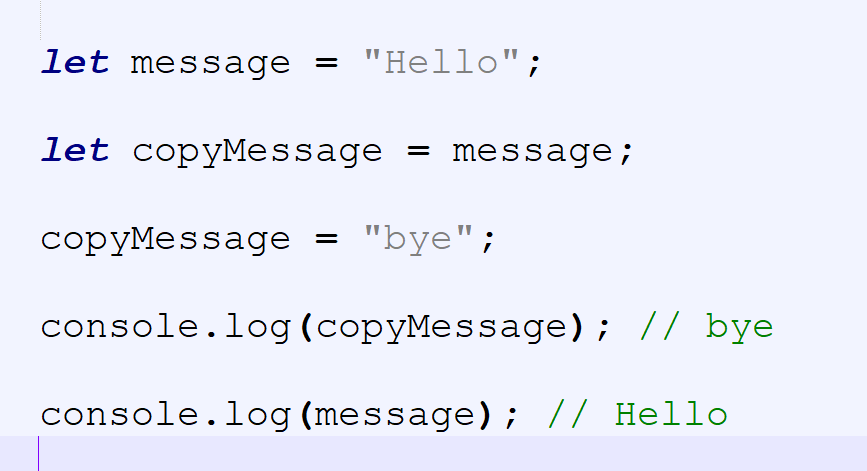 let message = "Hello";
let copyMessage = message;
copyMessage = "bye";
console.log(copyMessage); // bye
console.log(message); // Hello